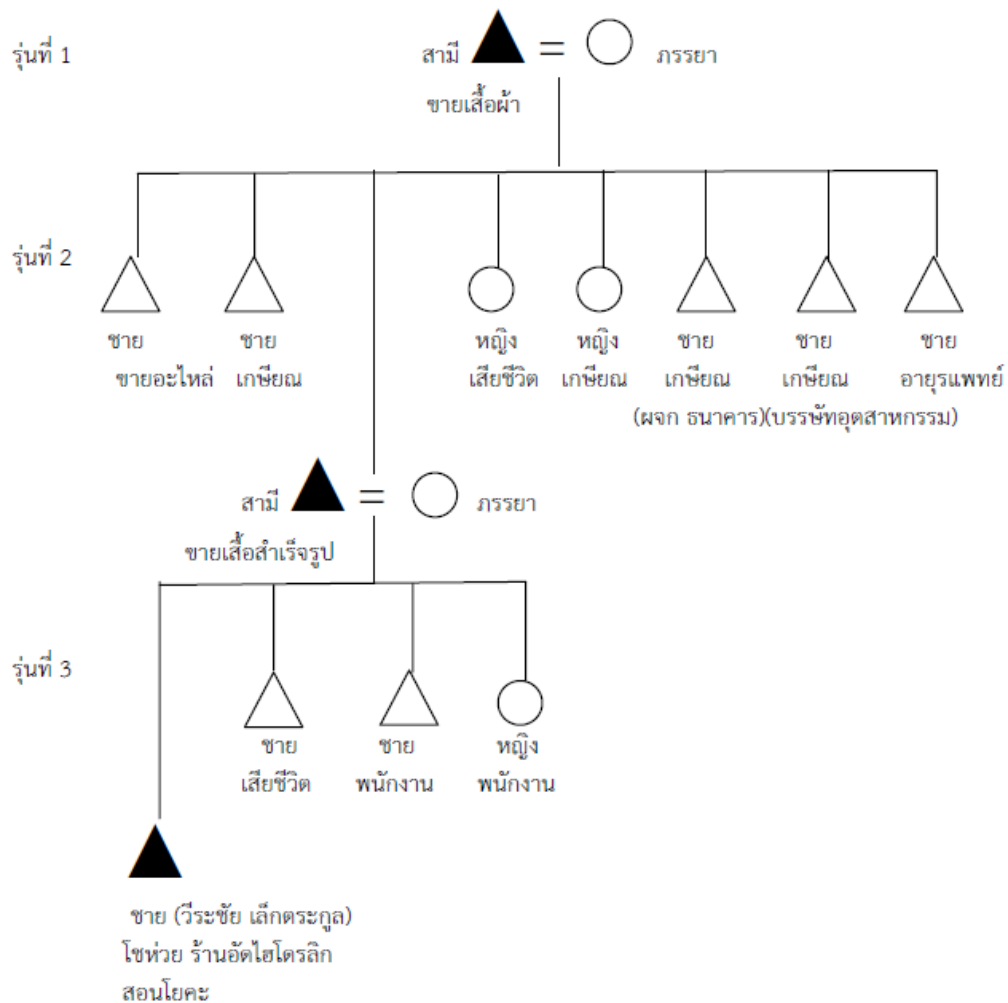 รุ่นที่ 1
สามี = ภรรยา
ขายเสื้อผ้า
รุ่นที่ 2
ชาย ชาย หญิง หญิง ชาย ชาย ชาย
ขายอะไหล่ เกษียณ เสียชีวิต เกษียณ เกษียณ เกษียณ อายุรแพทย์
(ผจก ธนาคาร)(บรรษัทอุตสาหกรรม)
สามี = ภรรยา
ขายเสื้อสำเร็จรูป
รุ่นที่ 3
ชาย ชาย หญิง
เสียชีวิต พนักงาน พนักงาน
ชาย (วีระชัย เล็กตระกูล)
โชห่วย ร้านอัดไฮโดรลิก
สอนโยคะ